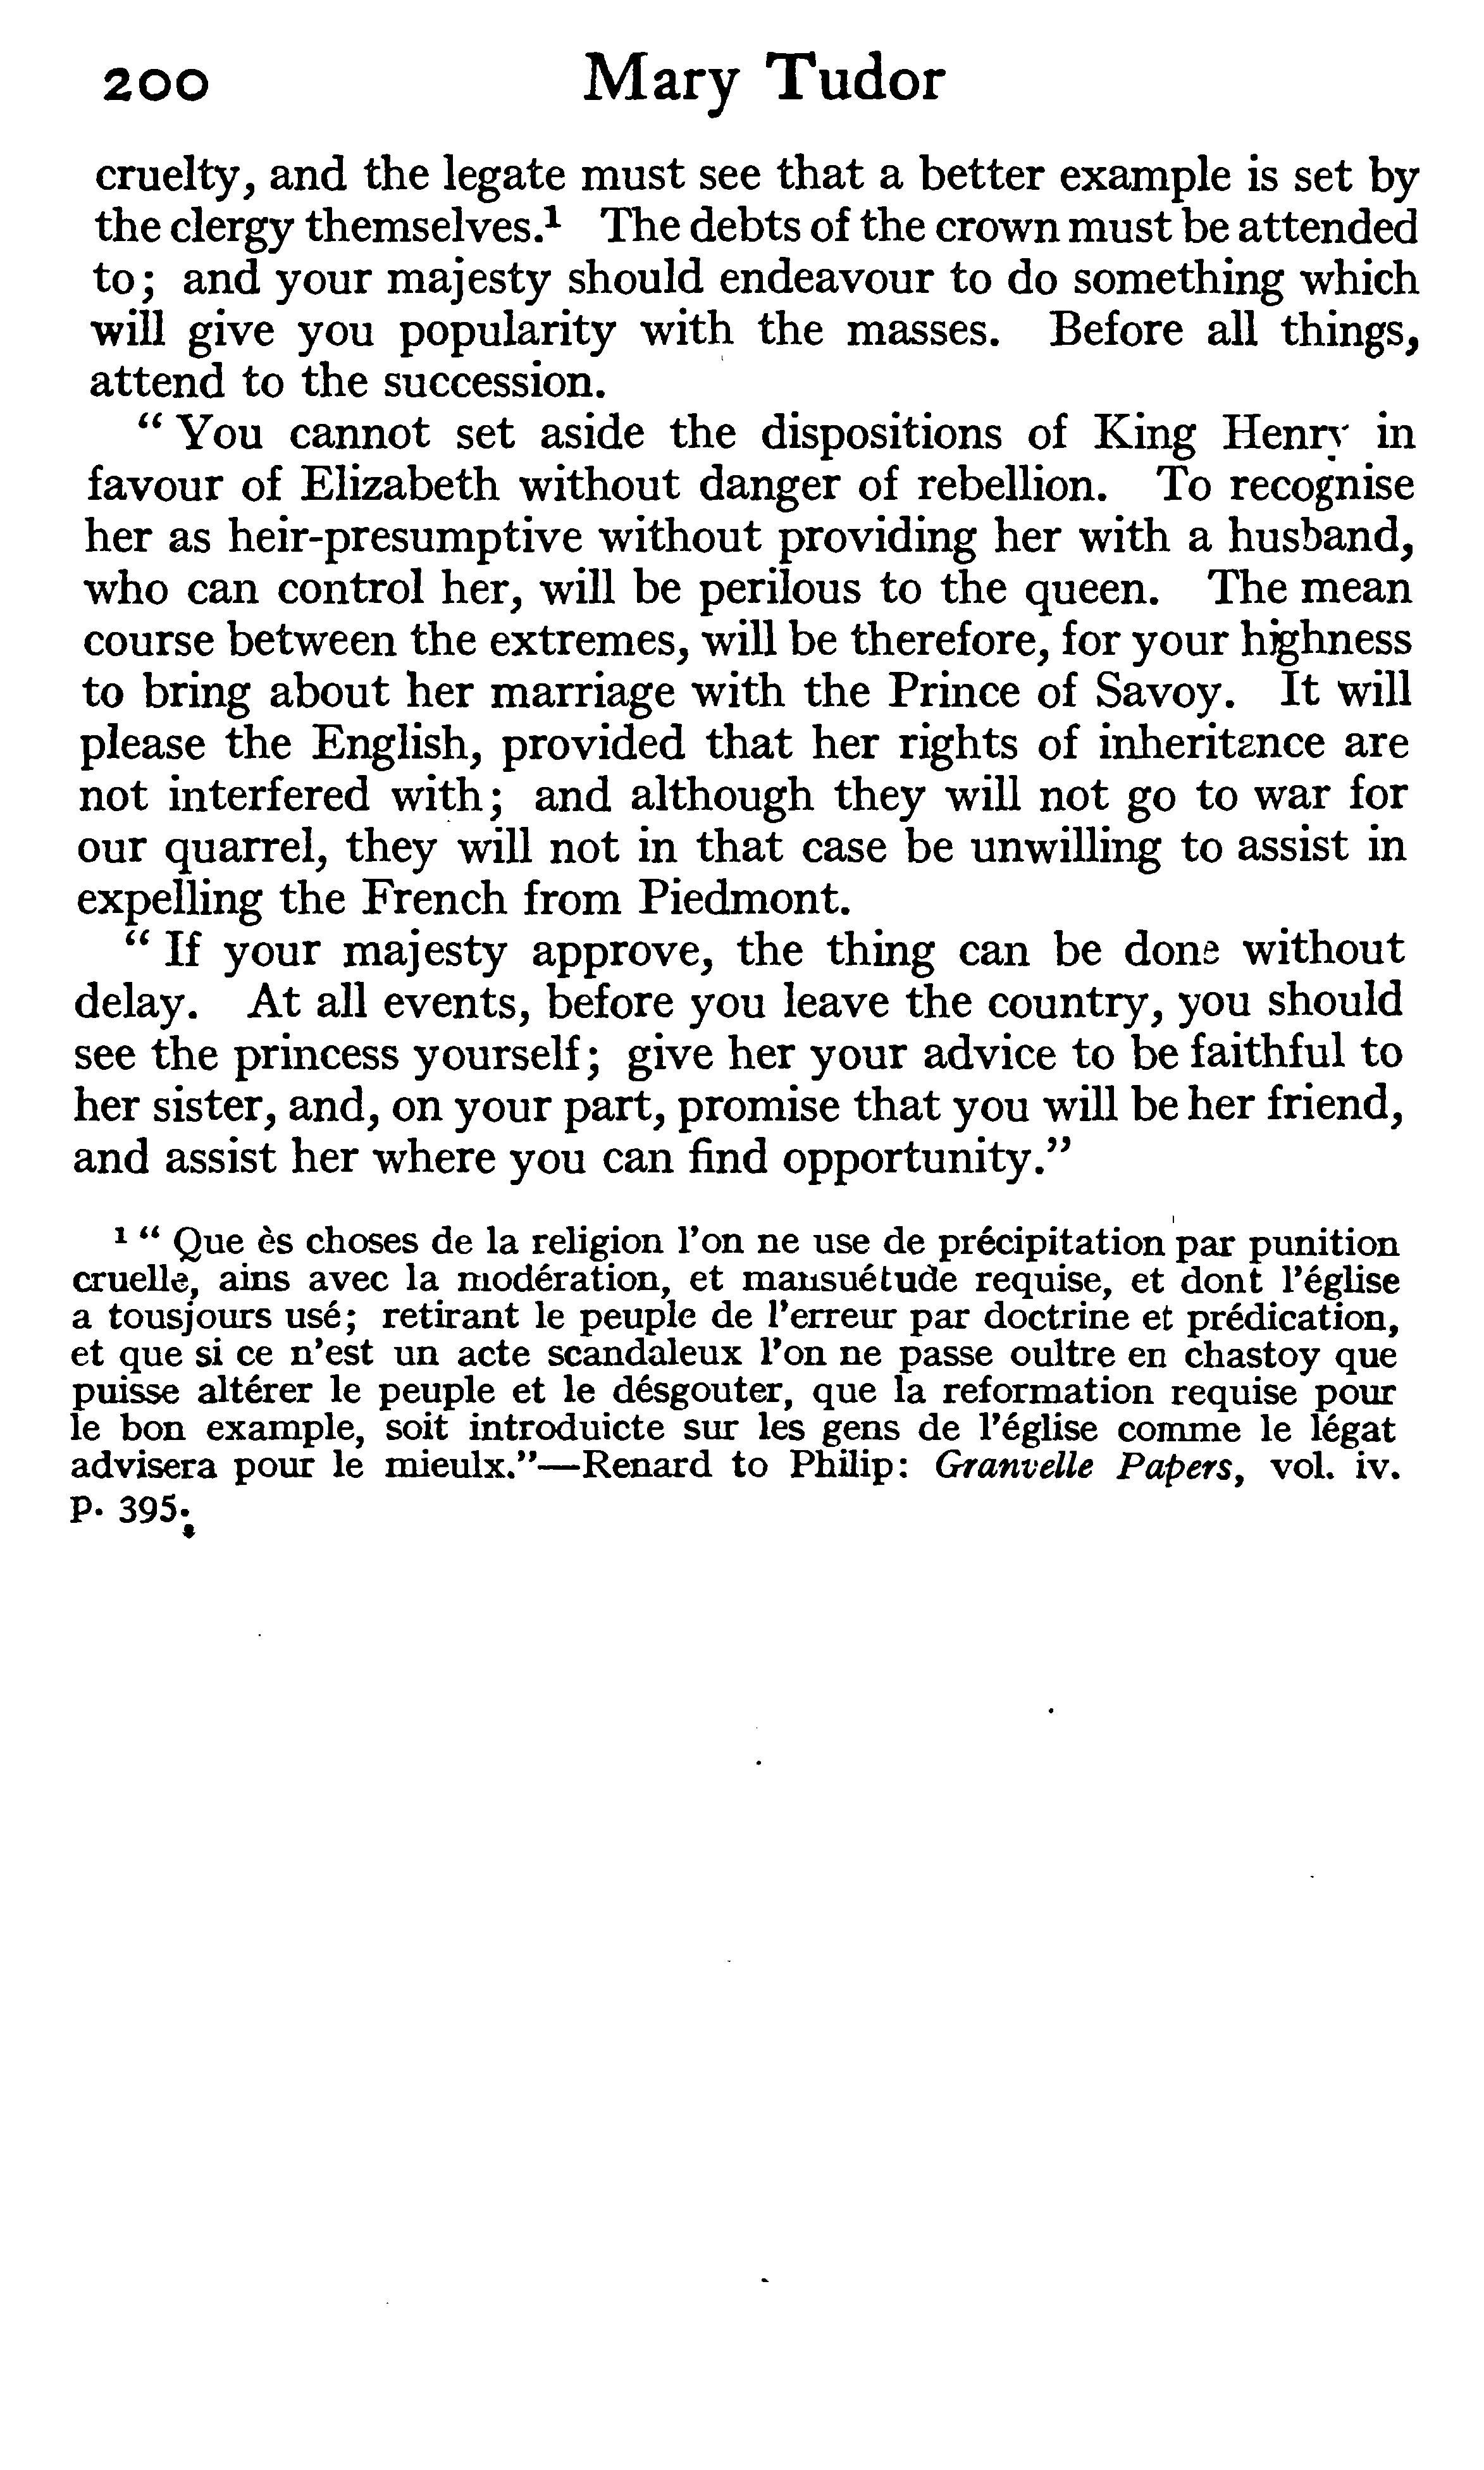 200 Mary Tudor
cruelty, and the legate must see that a better example is set by
the clergy themselves.¹ The debts of the crown must be attended
to; and your majesty should endeavour to do something which
will give you popularity with the masses. Before all things,
attend to the succession.
“ You cannot set aside the dispositions of King Henry in
favour of Elizabeth without danger of rebellion. To recognise
her as heir-presumptive without providing her with a husband,
who can control her, will be perilous to the queen. The mean
course between the extremes, will be therefore, for your highness
to bring about her marriage with the Prince of Savoy. It will
please the English, provided that her rights of inheritance are
not interfered with; and although they will not go to war for
our quarrel, they will not in that case be unwilling to assist in
expelling the French from Piedmont.
“ If your majesty approve, the thing can be done without
delay. At all events, before you leave the country, you should
see the princess yourself; give her your advice to be faithful to
her sister, and, on your part, promise that you will be her friend,
and assist her where you can find opportunity.”
¹ “ Que ès choses de la religion l’on ne use de précipitation par punition
cruelle, ains avec la modération, et mansuétude requise, et dont l’église
a tousjours usé; retirant le peuple de l’erreur par doctrine et prédication,
et que si ce n’est un acte scandaleux l’on ne passe oultre en chastoy que
puisse altérer le peuple et le désgouter, que la reformation requise pour
le bon example, soit introduicte sur les gens de l’église comme le légat
advisera pour le mieulx.”—Renard to Philip: Granvelle Papers, vol. iv.
p. 395.